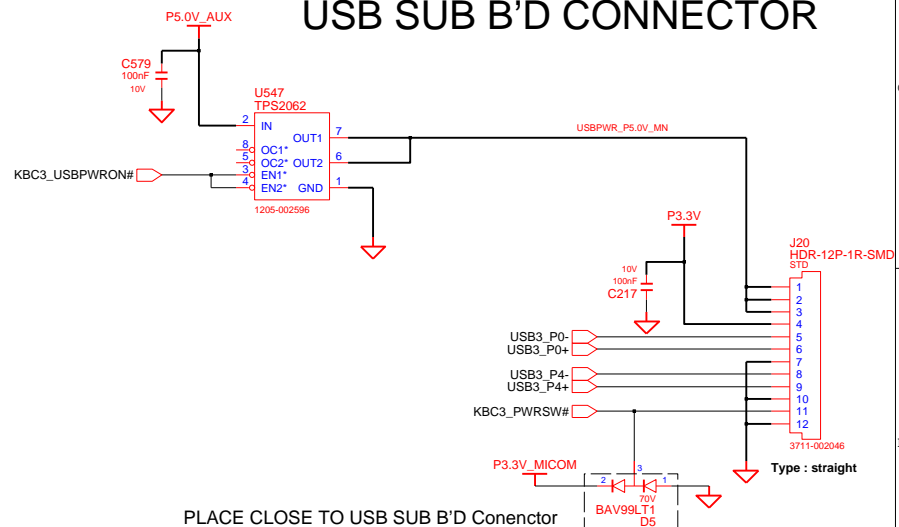 USB SUB B'D CONNECTOR
P5.0V_AUX
C579
100nF
10V
U547
TPS2062
2 IN
OUT1 7
8 OC1*
5 OC2* OUT2 6
3 EN1*
4 EN2* GND 1
1205-002596
KBC3_USBPWRON#
USBPWR_P5.0V_MN
P3.3V
10V
100nF
C217
J20
HDR-12P-1R-SMD
STD
1
2
3
4
USB3_P0- 5
USB3_P0+ 6
7
USB3_P4- 8
USB3_P4+ 9
10
KBC3_PWRSW# 11
12
3711-002046
Type : straight
P3.3V_MICOM
3
2 1
70V
BAV99LT1
D5
PLACE CLOSE TO USB SUB B'D Conenctor